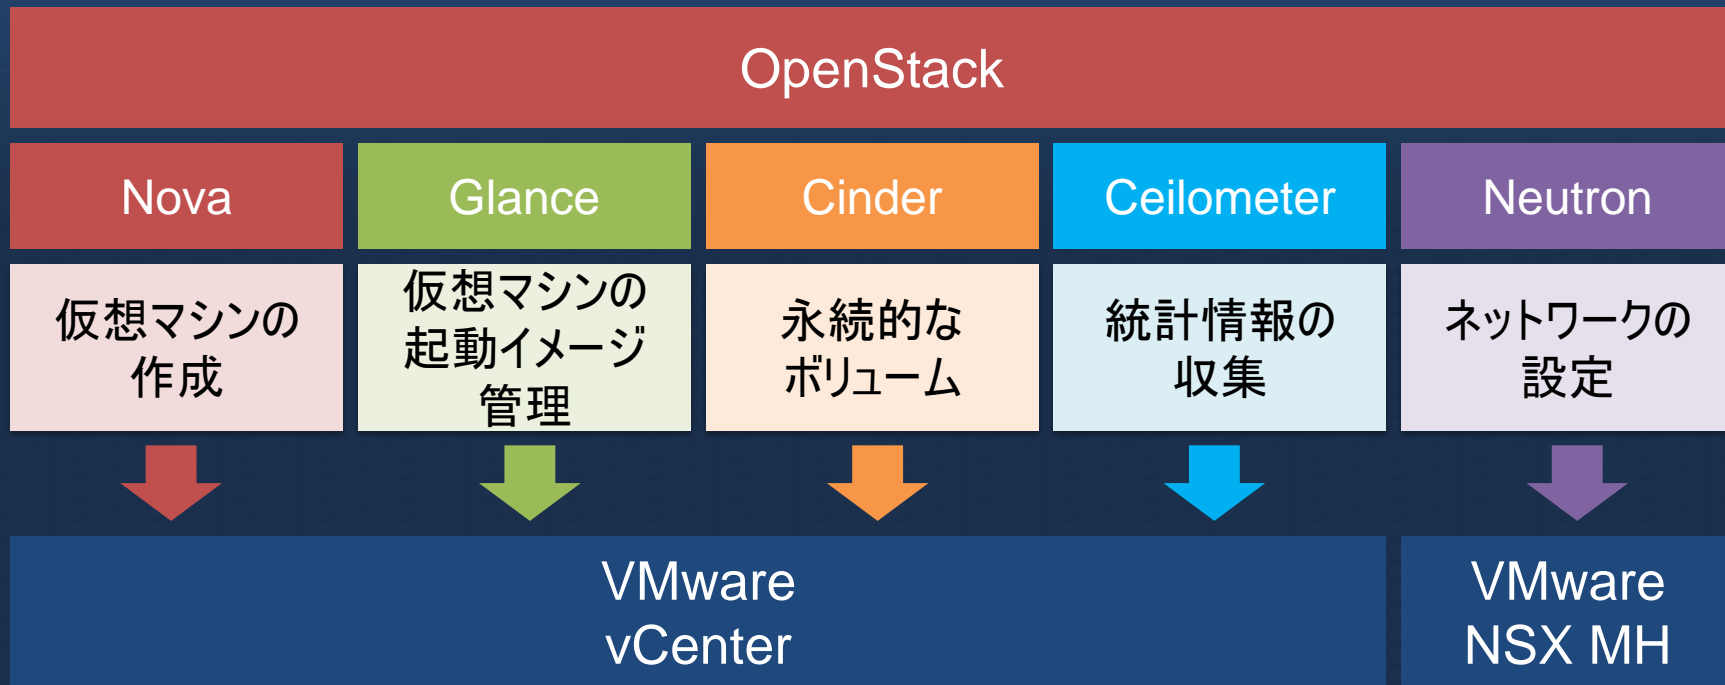 OpenStack
Nova
Glance
Cinder
Ceilometer
Neutron
仮想マシンの
作成
仮想マシンの
起動イメージ
管理
永続的な
ボリューム
統計情報の
収集
ネットワークの
設定
VMware
vCenter
VMware
NSX MH